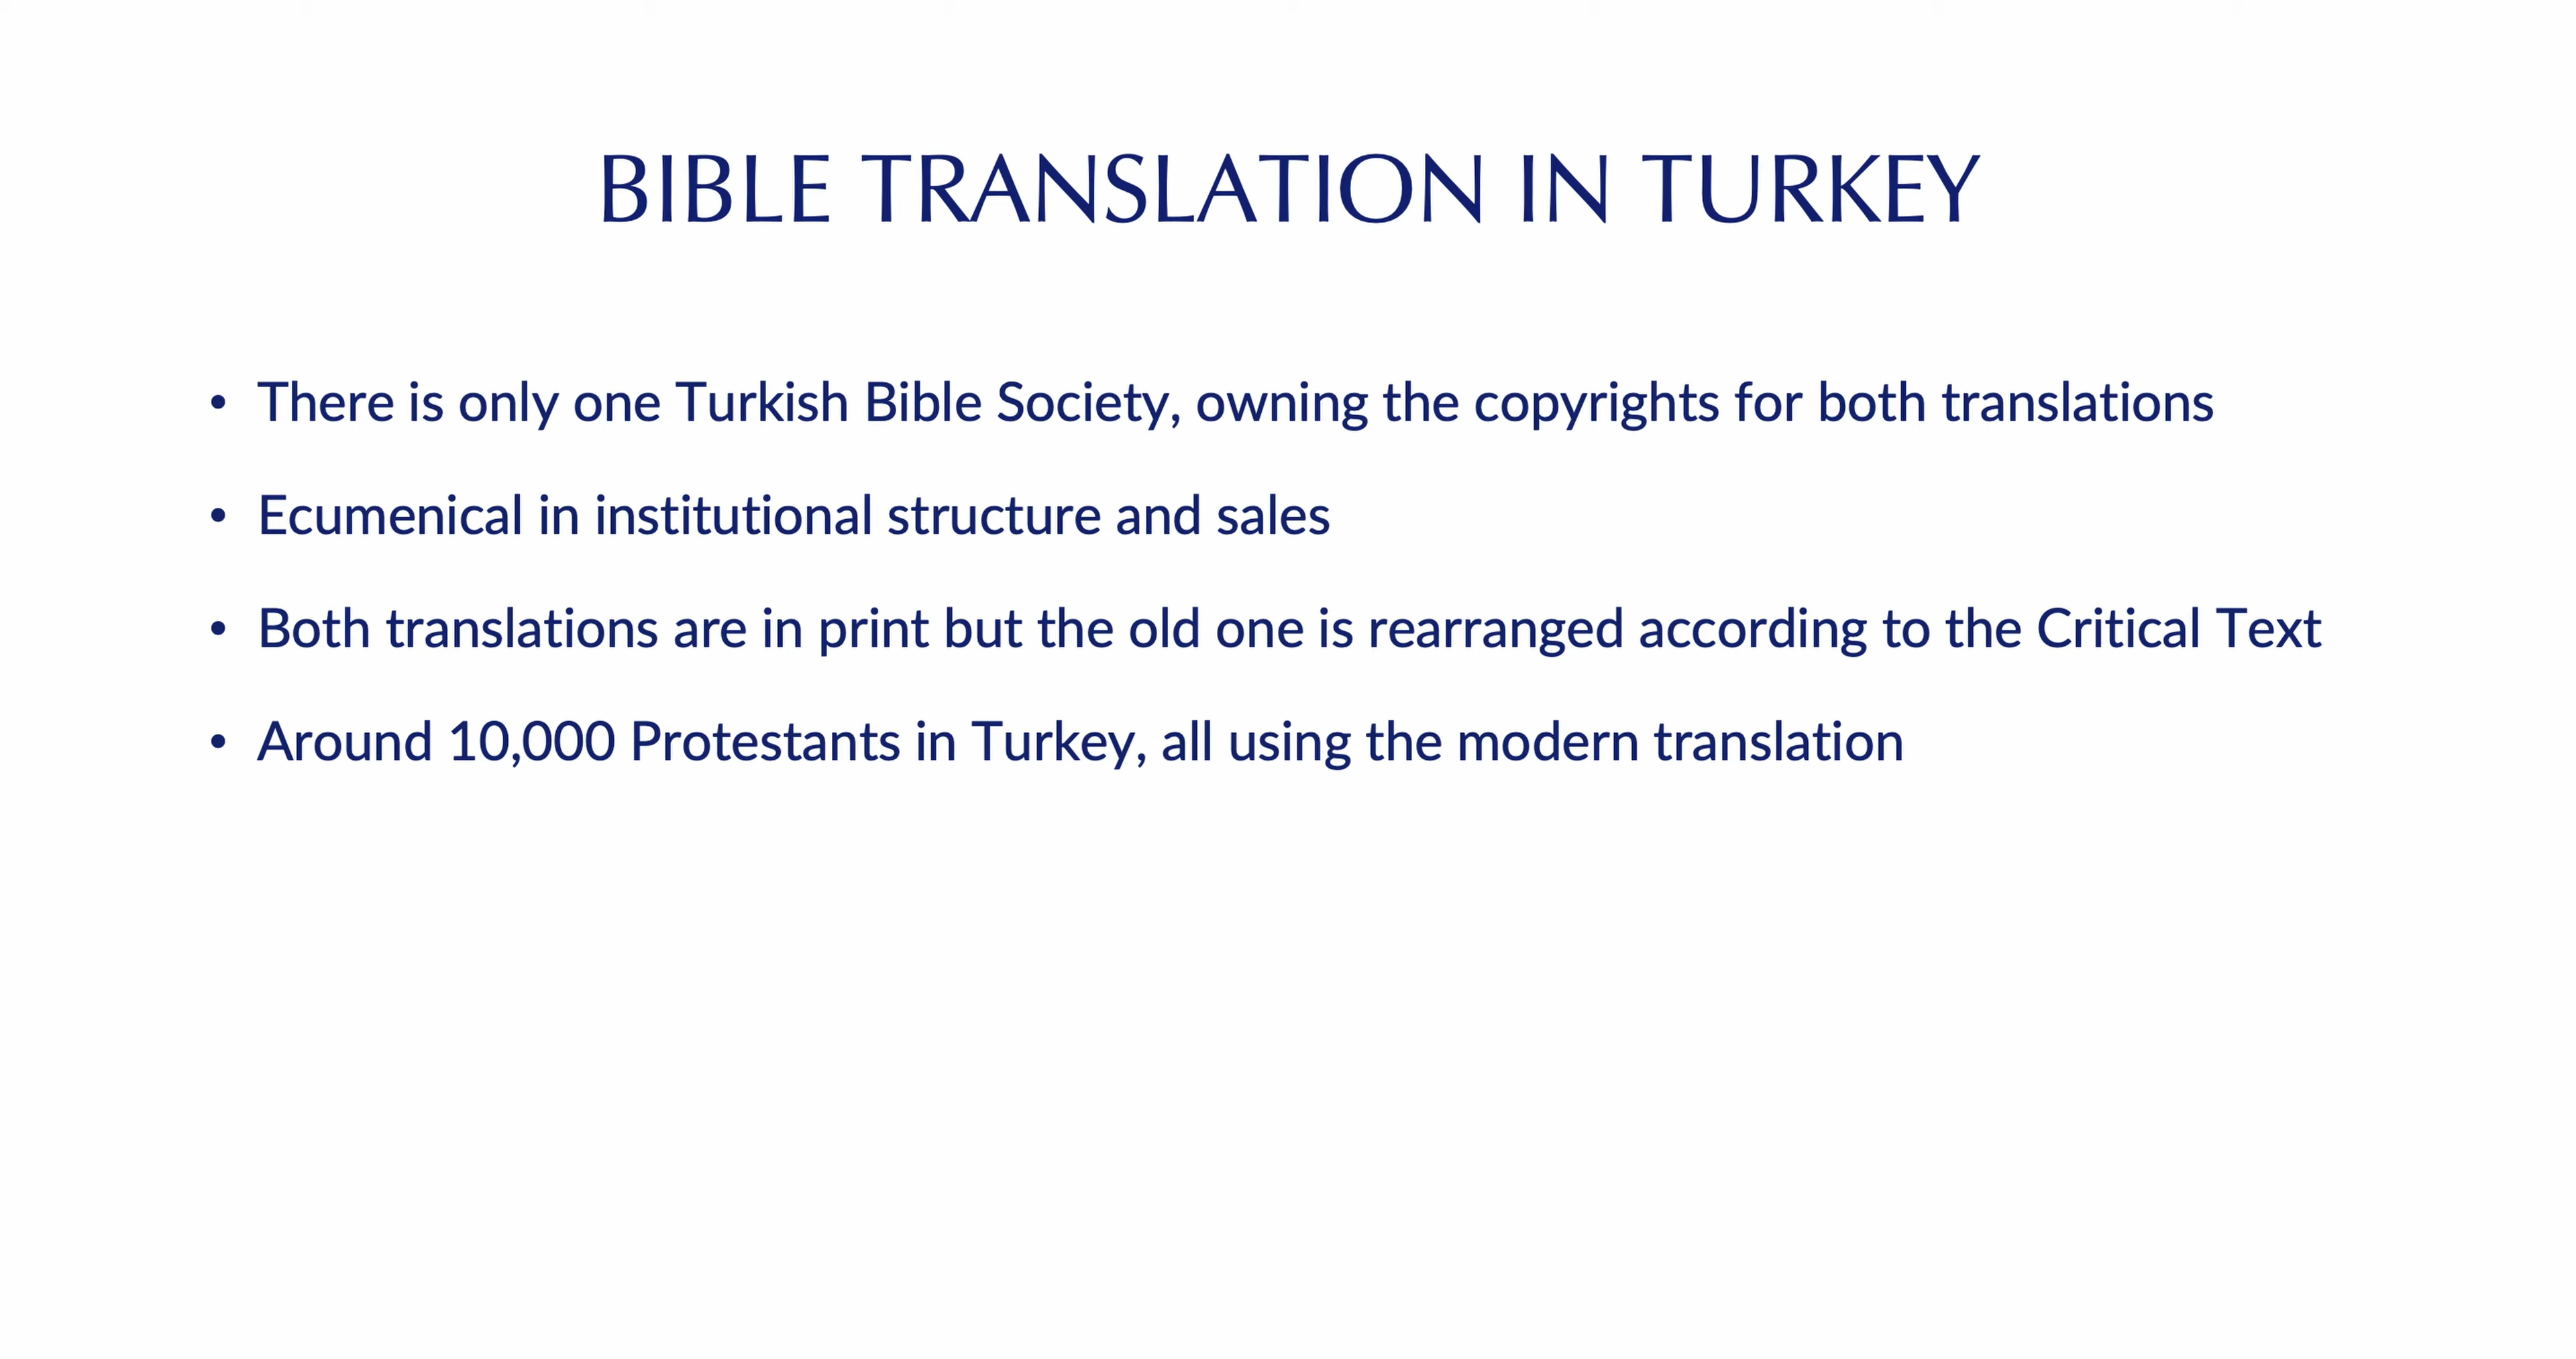 BIBLE TRANSLATION IN TURKEY
• There is only one Turkish Bible Society, owning the copyrights for both translations
• Ecumenical in institutional structure and sales
• Both translations are in print but the old one is rearranged according to the Critical Text
• Around 10,000 Protestants in Turkey, all using the modern translation